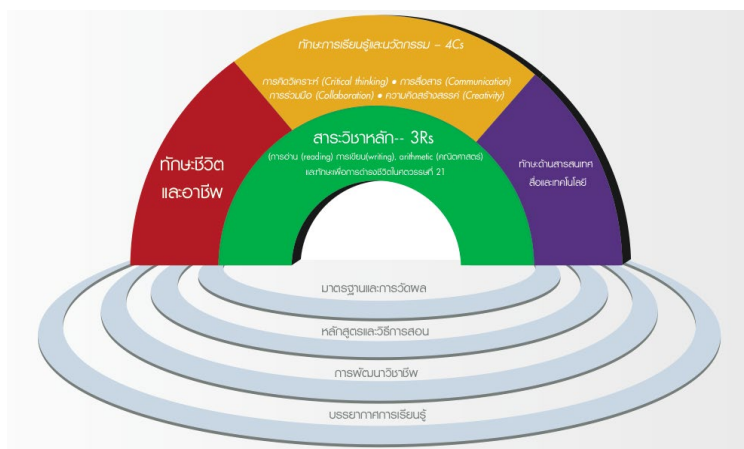 ทักษะการเรียนรู้และนวัตกรรม – 4Cs
การคิดวิเคราะห์ (Critical thinking) • การสื่อสาร (Communication)
การร่วมมือ (Collaboration) • ความคิดสร้างสรรค์ (Creativity)
สาระวิชาหลัก-- 3Rs
(การอ่าน (reading) การเขียน(writing), arithmetic (คณิตศาสตร์)
และทักษะเพื่อการดำรงชีวิตในศตวรรษที่ 21
ทักษะชีวิต
และอาชีพ
ทักษะด้านสารสนเทศ
สื่อและเทคโนโลยี
มาตรฐานและการวัดผล
หลักสูตรและวิธีการสอน
การพัฒนาวิชาชีพ
บรรยากาศการเรียนรู้